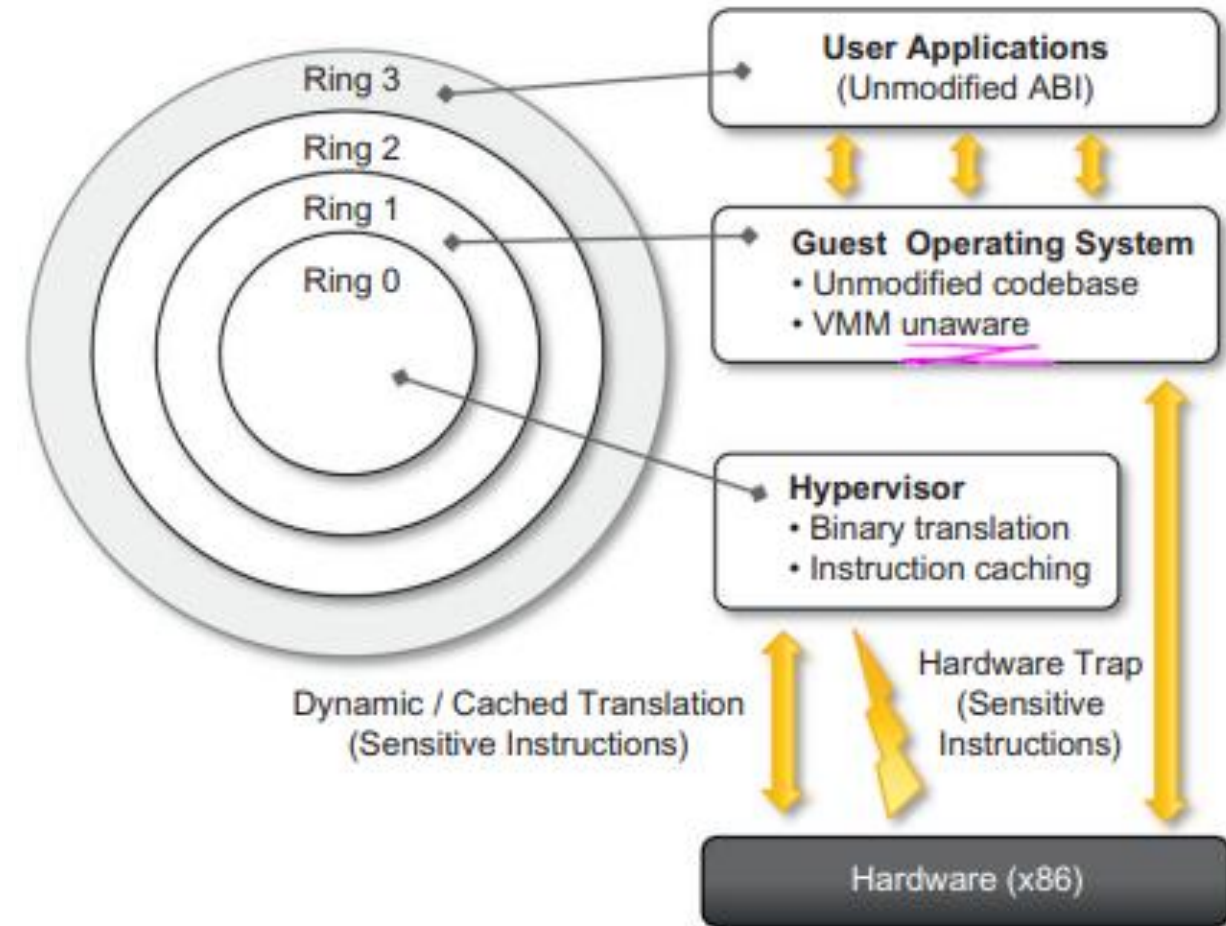 Ring 3
Ring 2
Ring 1
Ring 0
User Applications
(Unmodified ABI)
Guest Operating System
• Unmodified codebase
• VMM unaware
Hypervisor
• Binary translation
• Instruction caching
Dynamic / Cached Translation
(Sensitive Instructions)
Hardware Trap
(Sensitive
Instructions)
Hardware (x86)